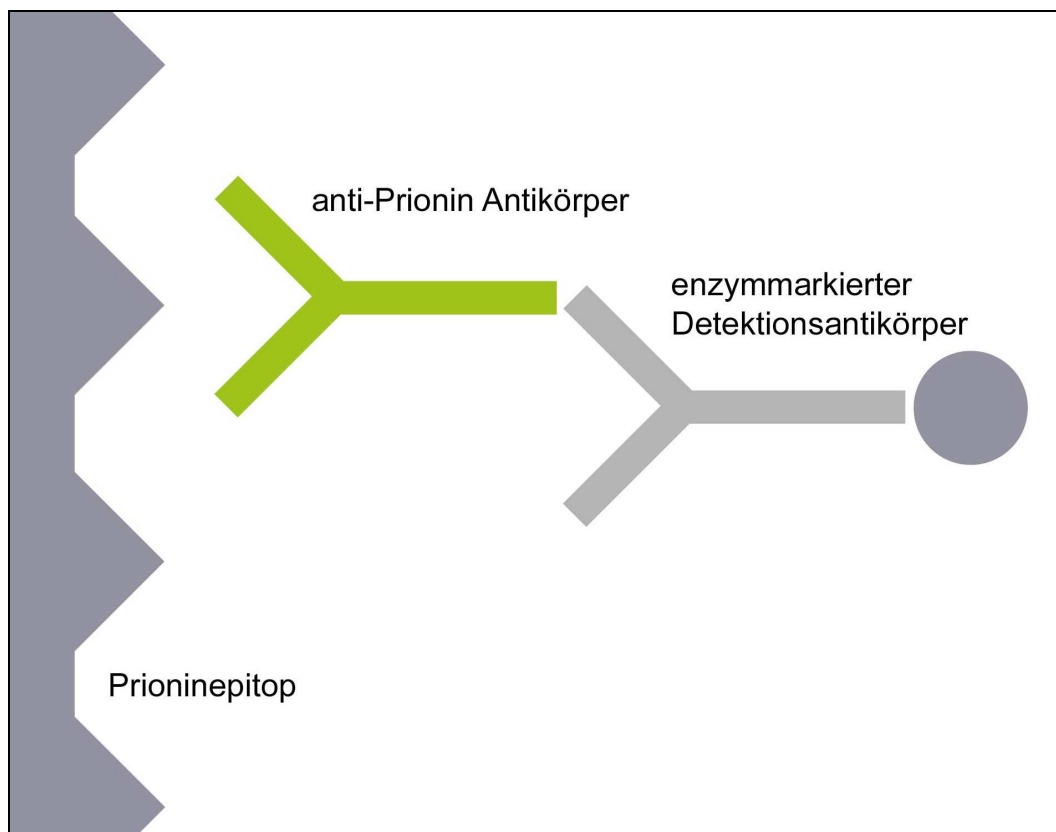 anti-Prionin Antikörper
enzymmarkierter
Detektionsantikörper
Prioninepitop